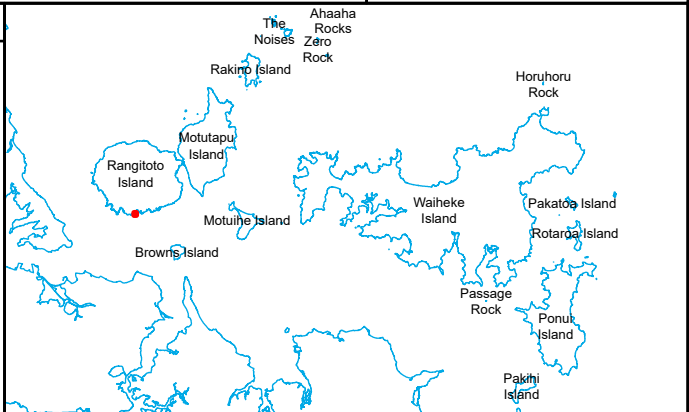 The
Noises
Ahaaha
Rocks
Zero
Rock
Rakino Island
Horuhoru
Rock
Motutapu
Island
Rangitoto
Island
Motuihe Island
Waiheke
Island
Pakatoa Island
Rotaroa Island
Browns Island
Passage
Rock
Ponui
Island
Pakihi
Island